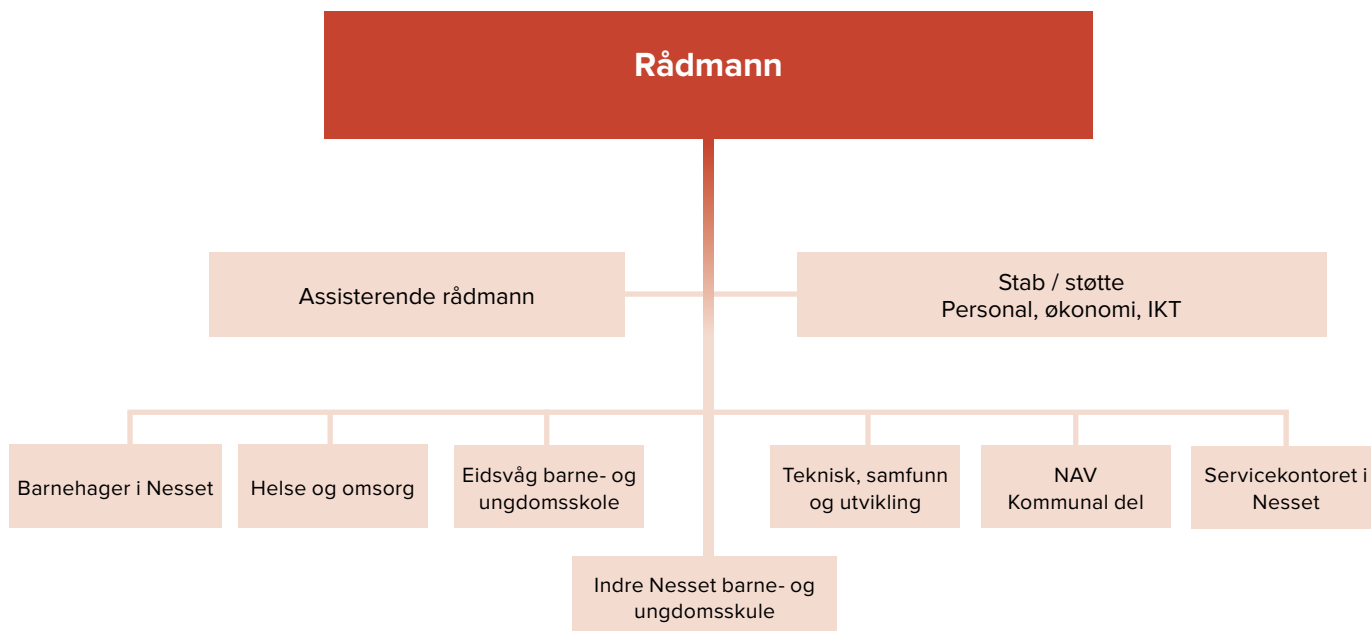 Rådmann
Assisterende rådmann
Stab / støtte
Personal, økonomi, IKT
Barnehager i Nesset
Helse og omsorg
Eidsvåg barne- og
ungdomsskole
Teknisk, samfunn
og utvikling
NAV
Kommunal del
Servicekontoret i
Nesset
Indre Nesset barne- og
ungdomsskule